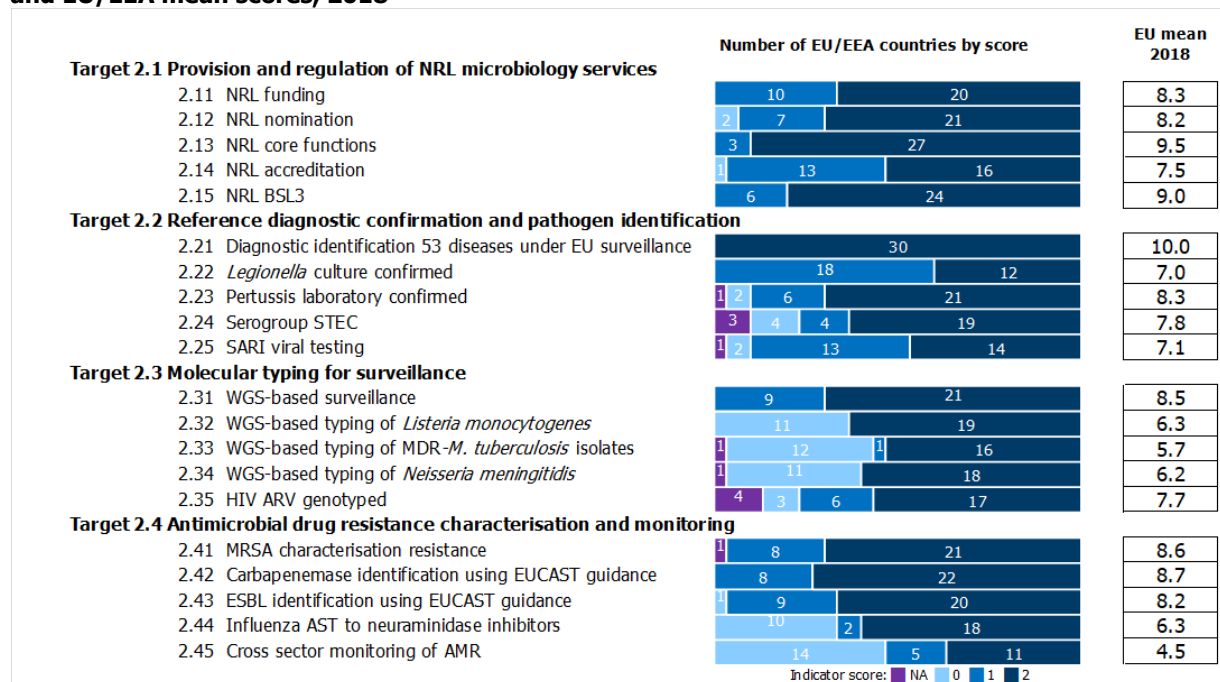 and EU/EEA mean scores, 2018
Number of EU/EEA countries by score
EU mean
2018
Target 2.1 Provision and regulation of NRL microbiology services
2.11 NRL funding 10 20 8.3
2.12 NRL nomination 2 7 21 8.2
2.13 NRL core functions 3 27 9.5
2.14 NRL accreditation 1 13 16 7.5
2.15 NRL BSL3 6 24 9.0
Target 2.2 Reference diagnostic confirmation and pathogen identification
2.21 Diagnostic identification 53 diseases under EU surveillance 30 10.0
2.22 Legionella culture confirmed 18 12 7.0
2.23 Pertussis laboratory confirmed 1 2 6 21 8.3
2.24 Serogroup STEC 3 4 4 19 7.8
2.25 SARI viral testing 1 2 13 14 7.1
Target 2.3 Molecular typing for surveillance
2.31 WGS-based surveillance 9 21 8.5
2.32 WGS-based typing of Listeria monocytogenes 11 19 6.3
2.33 WGS-based typing of MDR-M. tuberculosis isolates 1 12 1 16 5.7
2.34 WGS-based typing of Neisseria meningitidis 1 11 18 6.2
2.35 HIV ARV genotyped 4 3 6 17 7.7
Target 2.4 Antimicrobial drug resistance characterisation and monitoring
2.41 MRSA characterisation resistance 1 8 21 8.6
2.42 Carbapenemase identification using EUCAST guidance 8 22 8.7
2.43 ESBL identification using EUCAST guidance 1 9 20 8.2
2.44 Influenza AST to neuraminidase inhibitors 10 2 18 6.3
2.45 Cross sector monitoring of AMR 14 5 11 4.5
Indicator score: NA 0 1 2